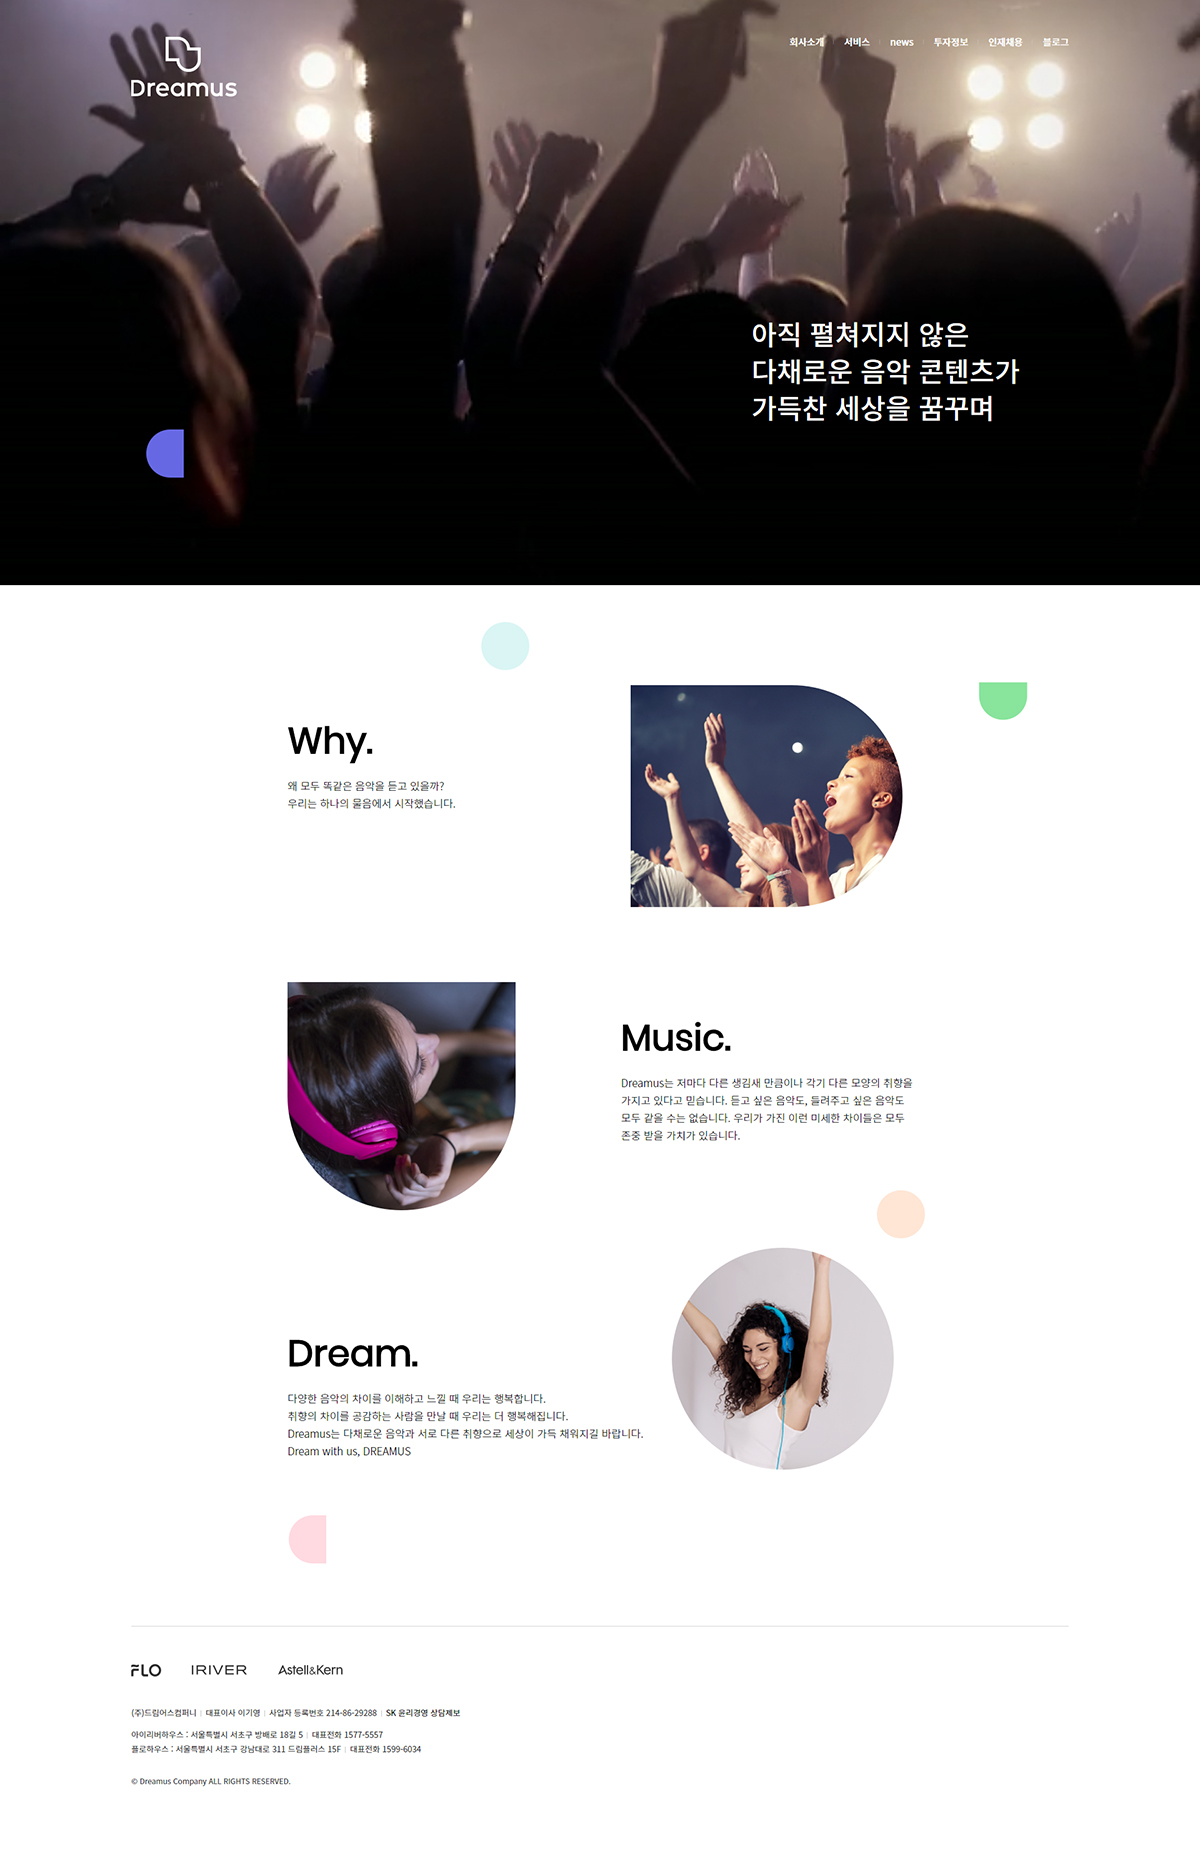 Dreamus
회사소개 서비스 news 투자정보 인재채용 블로그
아직 펼쳐지지 않은
다채로운 음악 콘텐츠가
가득찬 세상을 꿈꾸며
Why.
왜 모두 똑같은 음악을 듣고 있을까?
우리는 하나의 물음에서 시작했습니다.
Music.
Dreamus는 저마다 다른 생김새 만큼이나 각기 다른 모양의 취향을
가지고 있다고 믿습니다. 듣고 싶은 음악도, 들려주고 싶은 음악도
모두 같을 수는 없습니다. 우리가 가진 이런 미세한 차이들은 모두
존중 받을 가치가 있습니다.
Dream.
다양한 음악의 차이를 이해하고 느낄 때 우리는 행복합니다.
취향의 차이를 공감하는 사람을 만날 때 우리는 더 행복해집니다.
Dreamus는 다채로운 음악과 서로 다른 취향으로 세상이 가득 채워지길 바랍니다.
Dream with us, DREAMUS
FLO IRIVER Astell&Kern
(주)드림어스컴퍼니 | 대표이사 이기영 | 사업자 등록번호 214-86-29288 | SK 윤리경영 상담제보
아이리버하우스 : 서울특별시 서초구 방배로 18길 5 | 대표전화 1577-5557
플로하우스 : 서울특별시 서초구 강남대로 311 드림플러스 15F | 대표전화 1599-6034
© Dreamus Company ALL RIGHTS RESERVED.